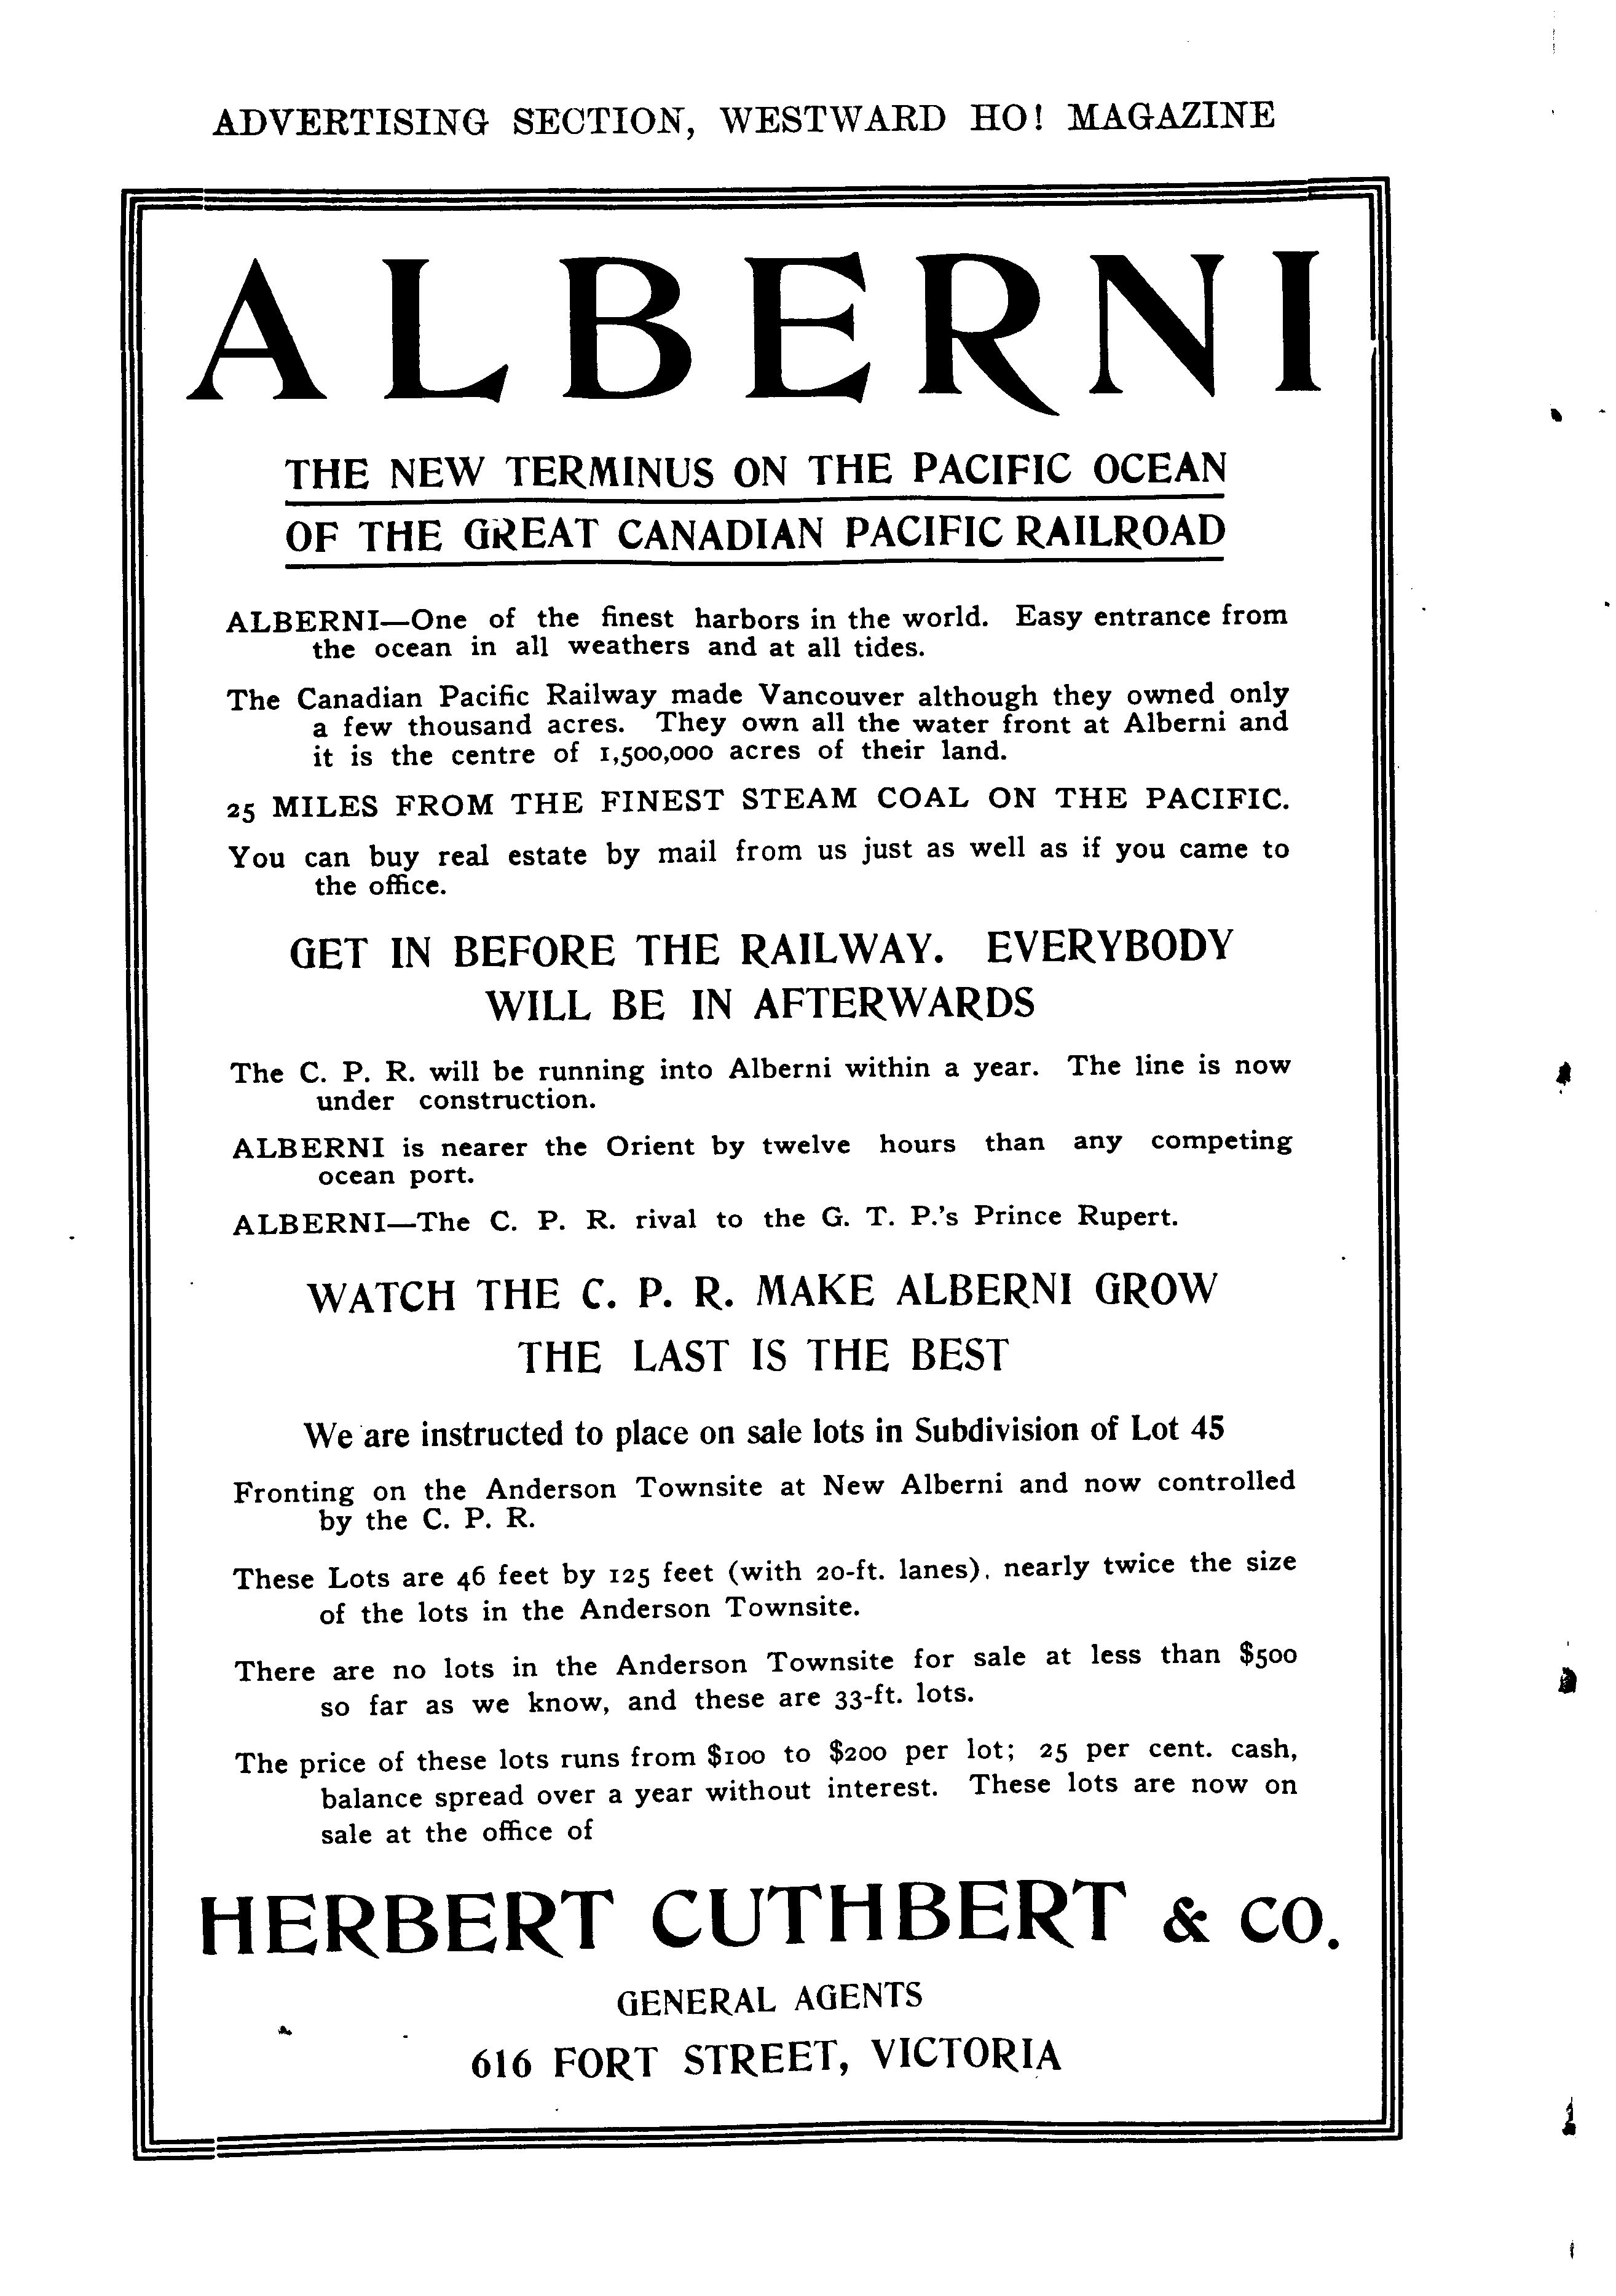 ADVERTISING SECTION, WESTWARD HO! MAGAZINE
ALBERNI
THE NEW TERMINUS ON THE PACIFIC OCEAN
OF THE GREAT CANADIAN PACIFIC RAILROAD
ALBERNI—One of the finest harbors in the world. Easy entrance from
the ocean in all weathers and at all tides.
The Canadian Pacific Railway made Vancouver although they owned only
a few thousand acres. They own all the water front at Alberni and
it is the centre of 1,500,000 acres of their land.
25 MILES FROM THE FINEST STEAM COAL ON THE PACIFIC.
You can buy real estate by mail from us just as well as if you came to
the office.
GET IN BEFORE THE RAILWAY. EVERYBODY
WILL BE IN AFTERWARDS
The C. P. R. will be running into Alberni within a year. The line is now
under construction.
ALBERNI is nearer the Orient by twelve hours than any competing
ocean port.
ALBERNI—The C. P. R. rival to the G. T. P.'s Prince Rupert.
WATCH THE C. P. R. MAKE ALBERNI GROW
THE LAST IS THE BEST
We are instructed to place on sale lots in Subdivision of Lot 45
Fronting on the Anderson Townsite at New Alberni and now controlled
by the C. P. R.
These Lots are 46 feet by 125 feet (with 20-ft. lanes), nearly twice the size
of the lots in the Anderson Townsite.
There are no lots in the Anderson Townsite for sale at less than $500
so far as we know, and these are 33-ft. lots.
The price of these lots runs from $100 to $200 per lot; 25 per cent. cash,
balance spread over a year without interest. These lots are now on
sale at the office of
HERBERT CUTHBERT & CO.
GENERAL AGENTS
616 FORT STREET, VICTORIA